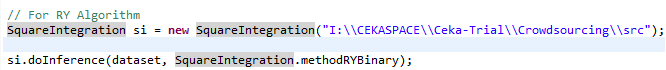 // For RY Algorithm
SquareIntegration si = new SquareIntegration("I:\\CEKASPACE\\Ceka-Trial\\Crowdsourcing\\src");
si.doInference(dataset, SquareIntegration.methodRYBinary);